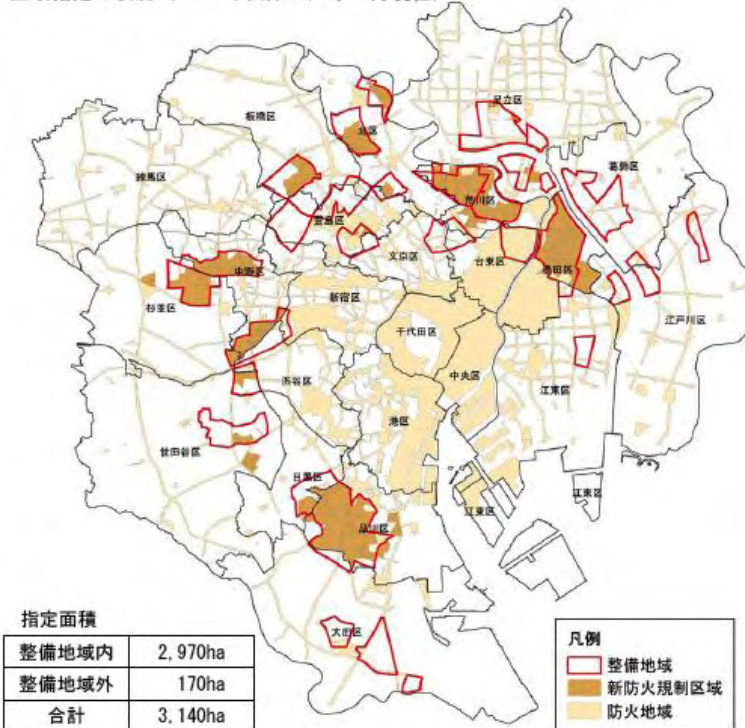 足立区
板橋区
北区
葛飾区
練馬区
荒川区
豊島区
文京区
台東区
墨田区
中野区
杉並区
新宿区
江戸川区
千代田区
中央区
渋谷区
江東区
港区
世田谷区
江東区
目黒区
江東区
品川区
大田区
指定面積
整備地域内 2,970ha
整備地域外 170ha
合計 3,140ha
凡例
整備地域
新防火規制区域
防火地域